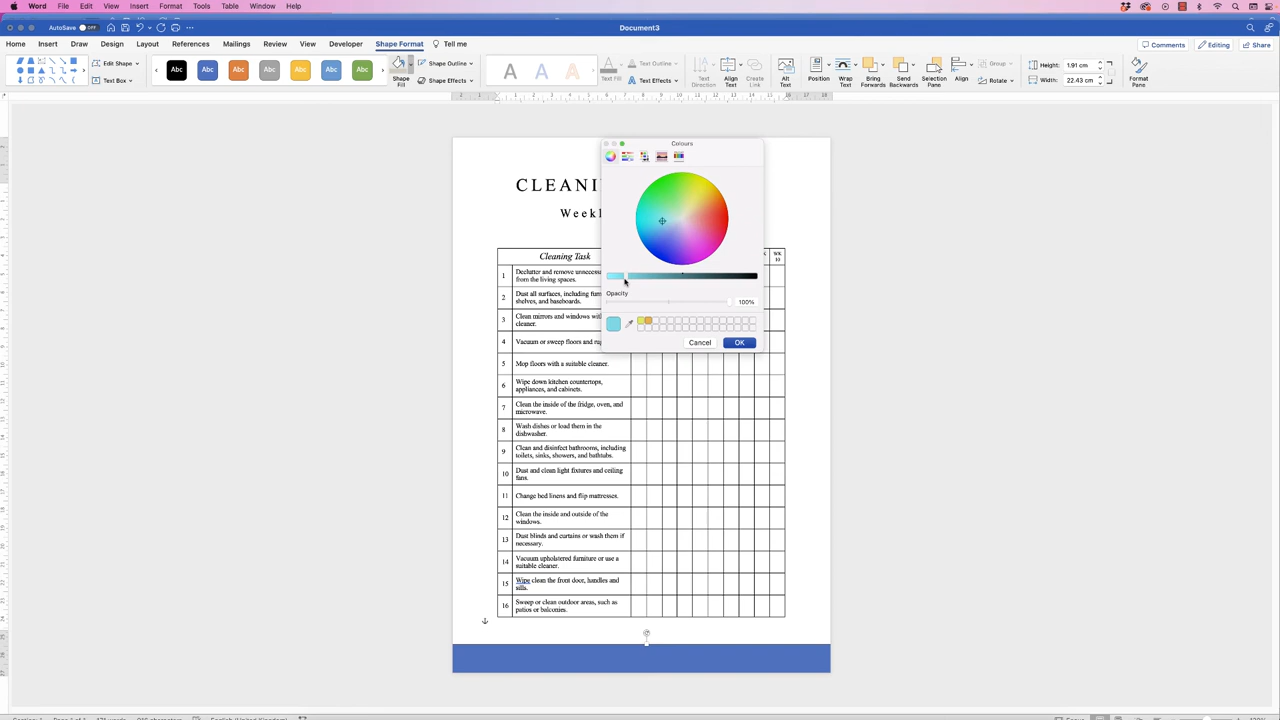 Word File Edit View Insert Format Tools Table Window Help
AutoSave OFF Document3
Home Insert Draw Design Layout References Mailings Review View Developer Shape Format Tell me Comments Editing Share
Edit Shape
Text Box
Abc Abc Abc Abc Abc Abc Abc
Shape Fill
Shape Outline
Shape Effects
A A A
Text Fill
Text Outline
Text Effects
Text Direction
Align Text
Create Link
Alt Text
Position
Wrap Text
Bring Forwards
Send Backwards
Selection Pane
Align
Group
Rotate
Height: 1.91 cm
Width: 22.43 cm
Format Pane
Colours
Opacity
100%
Cancel OK
CLEANI
Weekl
Cleaning Task
WK
10
1 Declutter and remove unnecess
from the living spaces.
2 Dust all surfaces, including furn
shelves, and baseboards.
3 Clean mirrors and windows with
cleaner.
4 Vacuum or sweep floors and rug
5 Mop floors with a suitable cleaner.
6 Wipe down kitchen countertops,
appliances, and cabinets.
7 Clean the inside of the fridge, oven, and
microwave.
8 Wash dishes or load them in the
dishwasher.
9 Clean and disinfect bathrooms, including
toilets, sinks, showers, and bathtubs.
10 Dust and clean light fixtures and ceiling
fans.
11 Change bed linens and flip mattresses.
12 Clean the inside and outside of the
windows.
13 Dust blinds and curtains or wash them if
necessary.
14 Vacuum upholstered furniture or use a
suitable cleaner.
15 Wipe clean the front door, handles and
sills.
16 Sweep or clean outdoor areas, such as
patios or balconies.